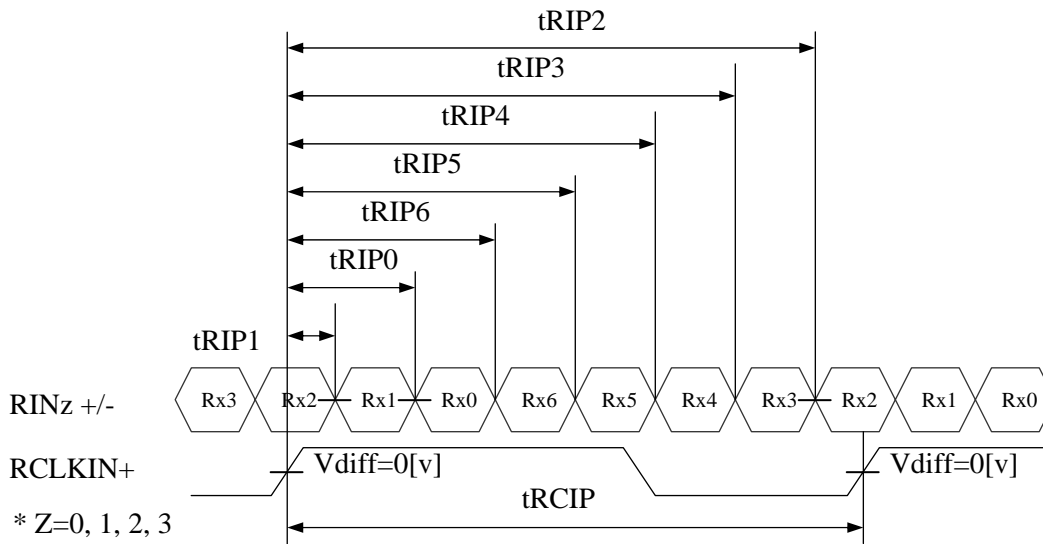 tRIP2
tRIP3
tRIP4
tRIP5
tRIP6
tRIP0
tRIP1
RINz +/- Rx3 Rx2 Rx1 Rx0 Rx6 Rx5 Rx4 Rx3 Rx2 Rx1 Rx0
RCLKIN+ Vdiff=0[v] Vdiff=0[v]
tRCIP
* Z=0, 1, 2, 3